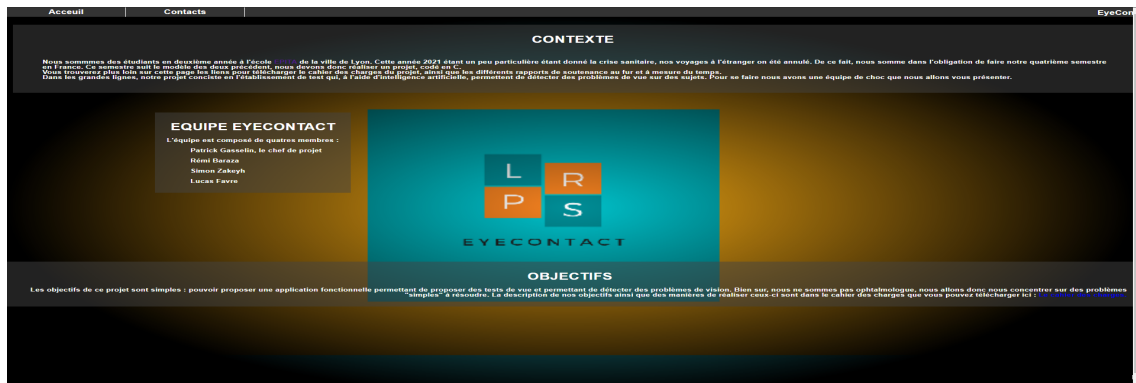 Acceuil
Contacts
EyeCon
CONTEXTE
Nous sommmes des étudiants en deuxième année à l'école de la ville de Lyon. Cette année 2021 étant un peu particulière étant donné la crise sanitaire, nos voyages à l'étranger on été annulé. De ce fait, nous somme dans l'obligation de faire notre quatrième semestre
en France. Ce semestre suit le modèle des deux précédent, nous devons donc réaliser un projet, codé en C.
Vous trouverez plus loin sur cette page les liens pour télécharger le cahier des charges du projet, ainsi que les différents rapports de soutenance au fur et à mesure du temps.
Dans les grandes lignes, notre projet conciste en l'établissement de test qui, à l'aide d'intelligence artificielle, permettent de détecter des problèmes de vue sur des sujets. Pour se faire nous avons une équipe de choc que nous allons vous présenter.
EQUIPE EYECONTACT
L'équipe est composé de quatres membres :
Patrick Gasselin, le chef de projet
Rémi Baraza
Simon Zakeyh
Lucas Favre
L
R
P
S
EYECONTACT
OBJECTIFS
Les objectifs de ce projet sont simples : pouvoir proposer une application fonctionnelle permettant de proposer des tests de vue et permettant de détecter des problèmes de vision. Bien sur, nous ne sommes pas ophtalmologue, nous allons donc nous concentrer sur des problèmes
"simples" à résoudre. La description de nos objectifs ainsi que des manières de réaliser ceux-ci sont dans le cahier des charges que vous pouvez télécharger ici :